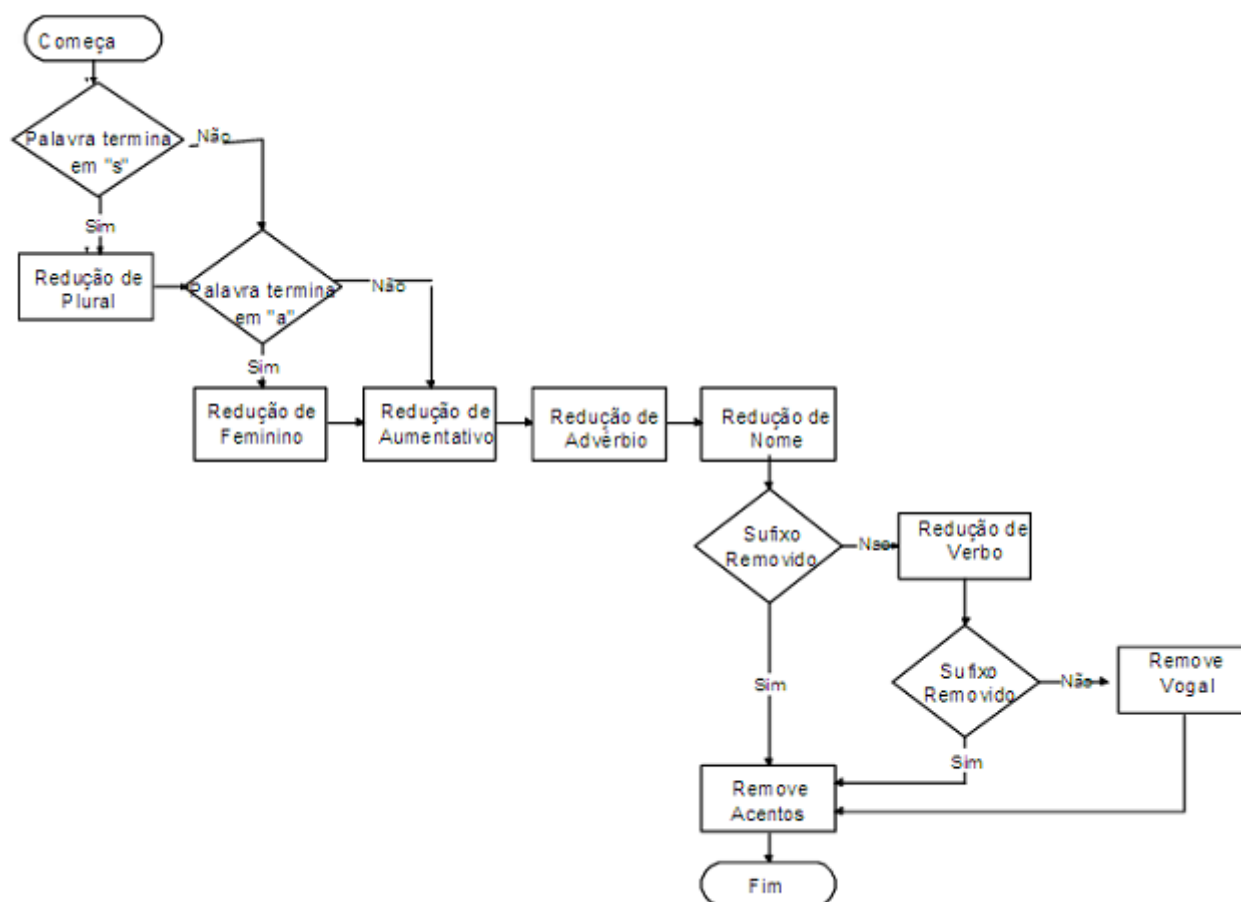 Começa
Palavra termina
em "s"
Não
Sim
Redução de
Plural
Palavra termina
em "a"
Não
Sim
Redução de
Feminino
Redução de
Aumentativo
Redução de
Advérbio
Redução de
Nome
Sufixo
Removido
Nao
Redução de
Verbo
Sim
Sufixo
Removido
Não
Remove
Vogal
Sim
Remove
Acentos
Fim